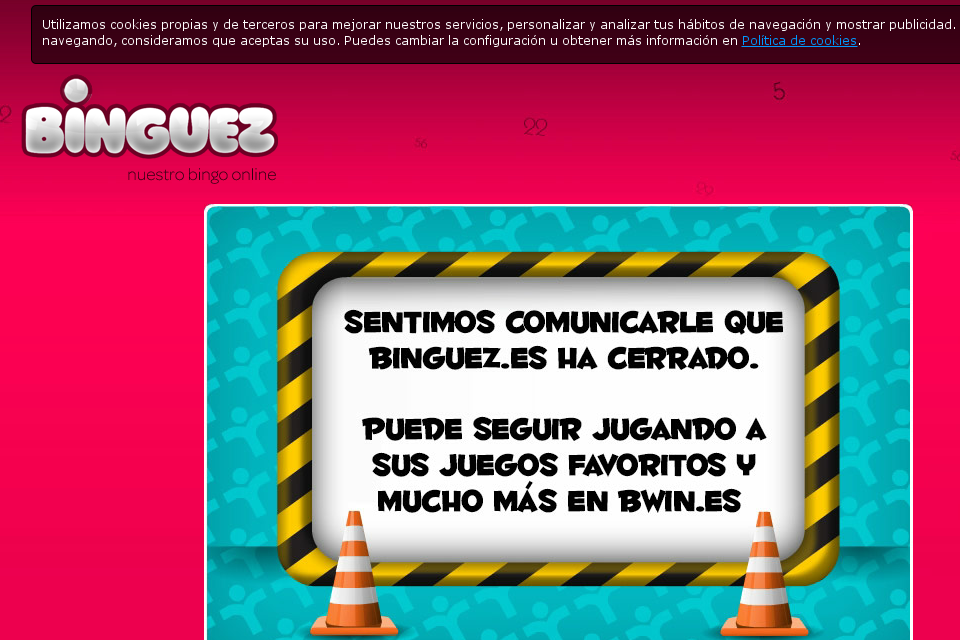 Utilizamos cookies propias y de terceros para mejorar nuestros servicios, personalizar y analizar tus hábitos de navegación y mostrar publicidad.
navegando, consideramos que aceptas su uso. Puedes cambiar la configuración u obtener más información en Política de cookies.
5
22
56
BINGUEZ
nuestro bingo online
SENTIMOS COMUNICARLE QUE
BINGUEZ.ES HA CERRADO.
PUEDE SEGUIR JUGANDO A
SUS JUEGOS FAVORITOS Y
MUCHO MÁS EN BWIN.ES